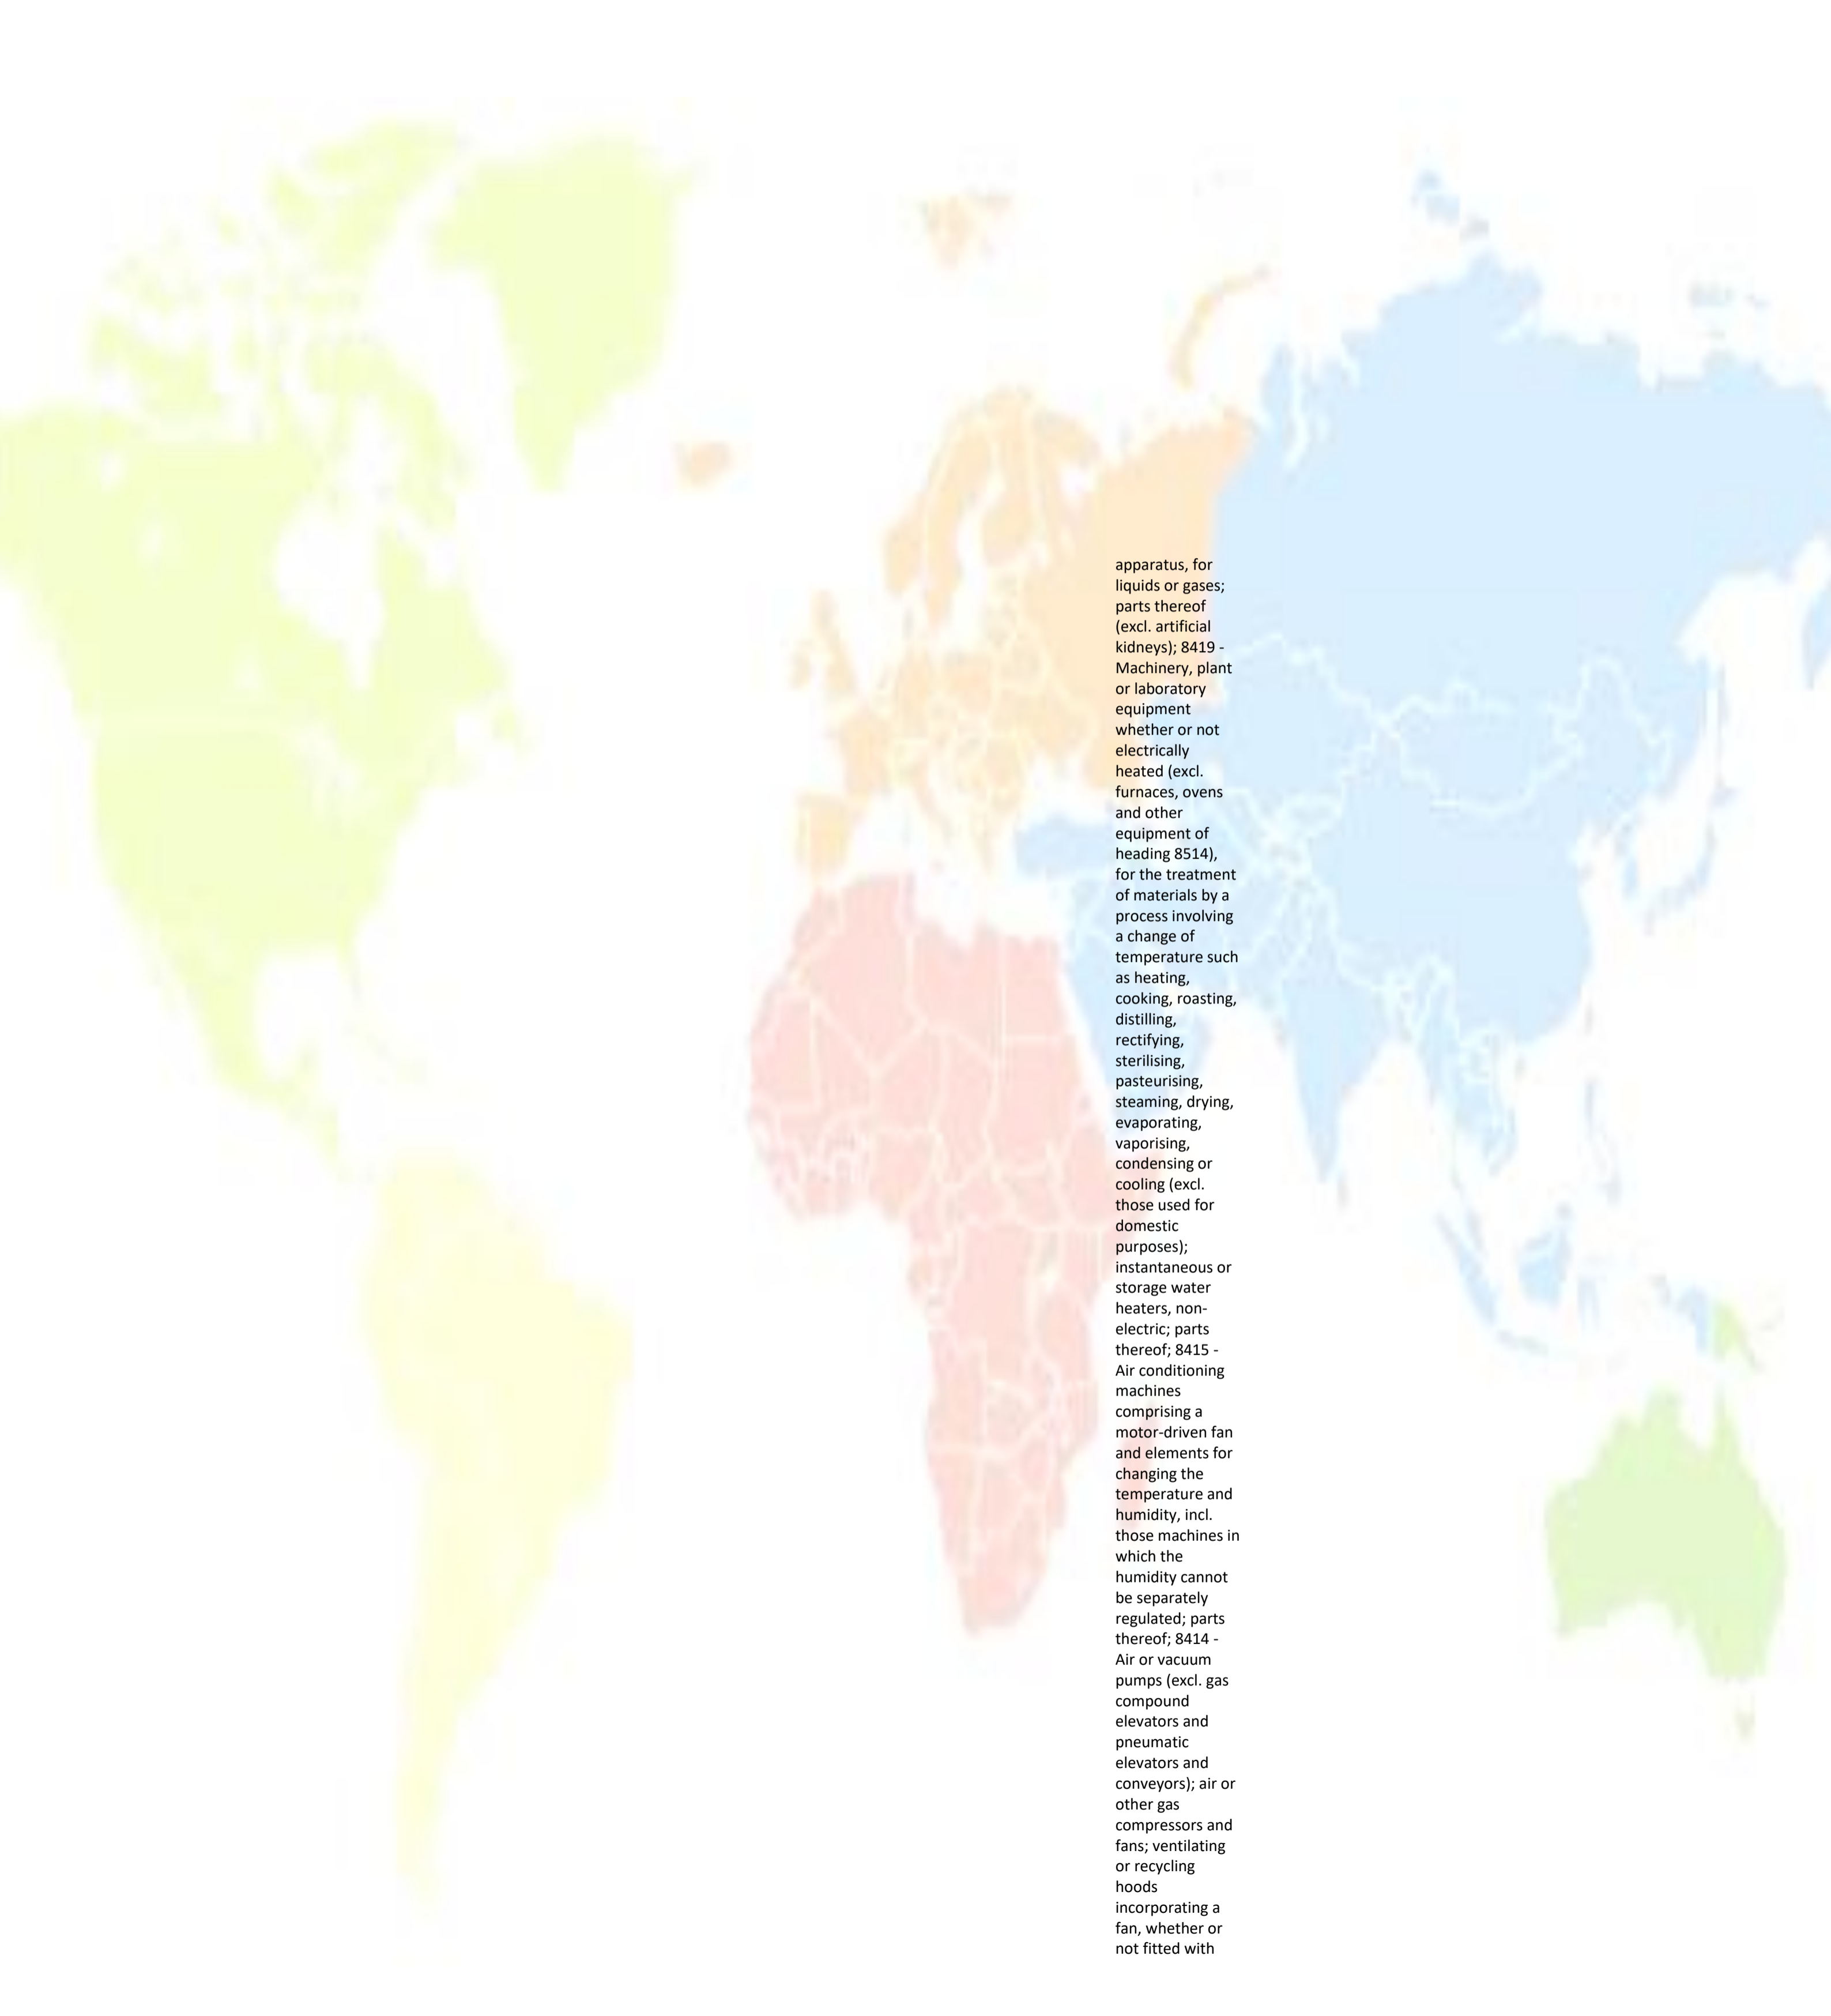 apparatus, for
liquids or gases;
parts thereof
(excl. artificial
kidneys); 8419 -
Machinery, plant
or laboratory
equipment
whether or not
electrically
heated (excl.
furnaces, ovens
and other
equipment of
heading 8514),
for the treatment
of materials by a
process involving
a change of
temperature such
as heating,
cooking, roasting,
distilling,
rectifying,
sterilising,
pasteurising,
steaming, drying,
evaporating,
vaporising,
condensing or
cooling (excl.
those used for
domestic
purposes);
instantaneous or
storage water
heaters, non-
electric; parts
thereof; 8415 -
Air conditioning
machines
comprising a
motor-driven fan
and elements for
changing the
temperature and
humidity, incl.
those machines in
which the
humidity cannot
be separately
regulated; parts
thereof; 8414 -
Air or vacuum
pumps (excl. gas
compound
elevators and
pneumatic
elevators and
conveyors); air or
other gas
compressors and
fans; ventilating
or recycling
hoods
incorporating a
fan, whether or
not fitted with